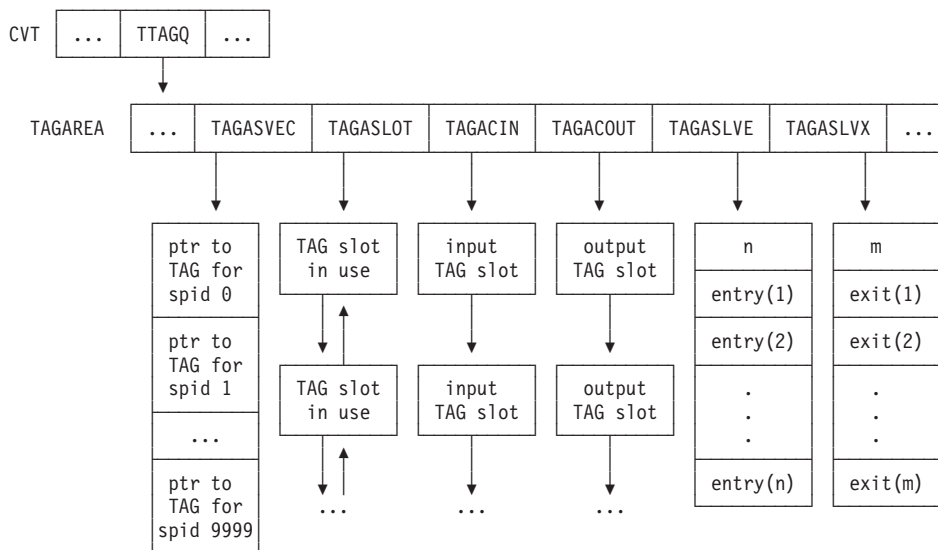 CVT ... TTAGQ ...
TAGAREA ... TAGASVEC TAGASLOT TAGACIN TAGACOUT TAGASLVE TAGASLVX ...
ptr to
TAG for
spid 0
ptr to
TAG for
spid 1
...
ptr to
TAG for
spid 9999
TAG slot
in use
TAG slot
in use
...
input
TAG slot
input
TAG slot
...
output
TAG slot
output
TAG slot
...
n
entry(1)
entry(2)
.
.
.
entry(n)
m
exit(1)
exit(2)
.
.
.
exit(m)